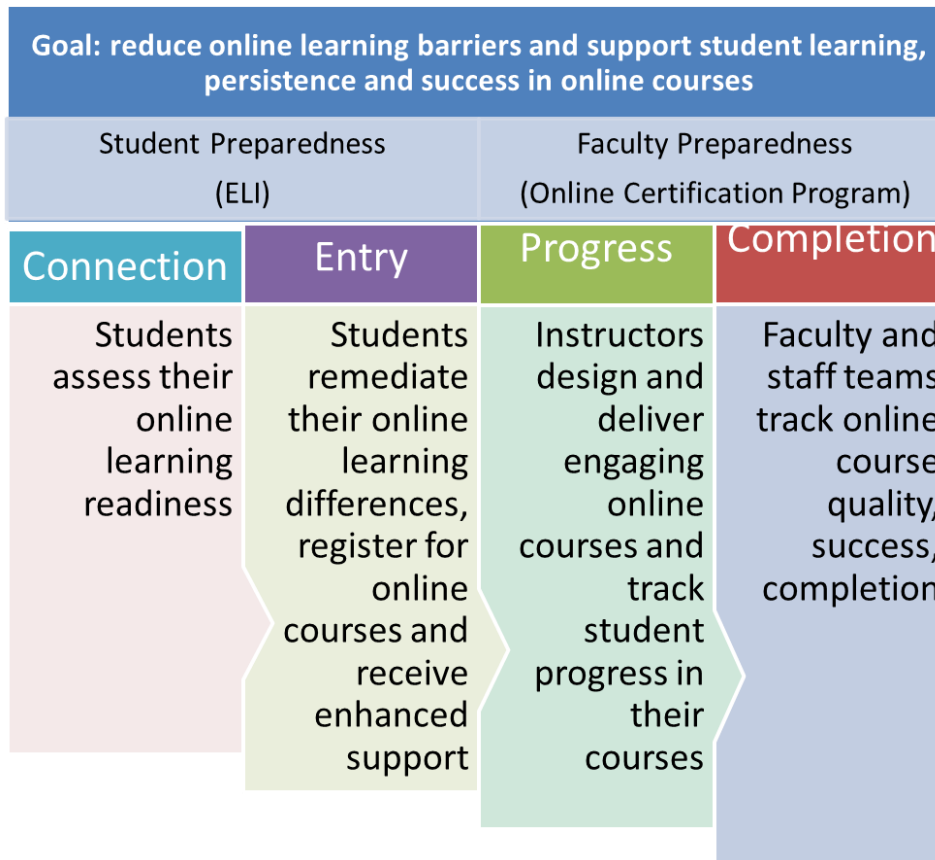 Goal: reduce online learning barriers and support student learning,
persistence and success in online courses
Student Preparedness
(ELI)
Faculty Preparedness
(Online Certification Program)
Connection
Entry
Progress
Completion
Students
assess their
online
learning
readiness
Students
remediate
their online
learning
differences,
register for
online
courses and
receive
enhanced
support
Instructors
design and
deliver
engaging
online
courses and
track
student
progress in
their
courses
Faculty and
staff teams
track online
course
quality,
success,
completion